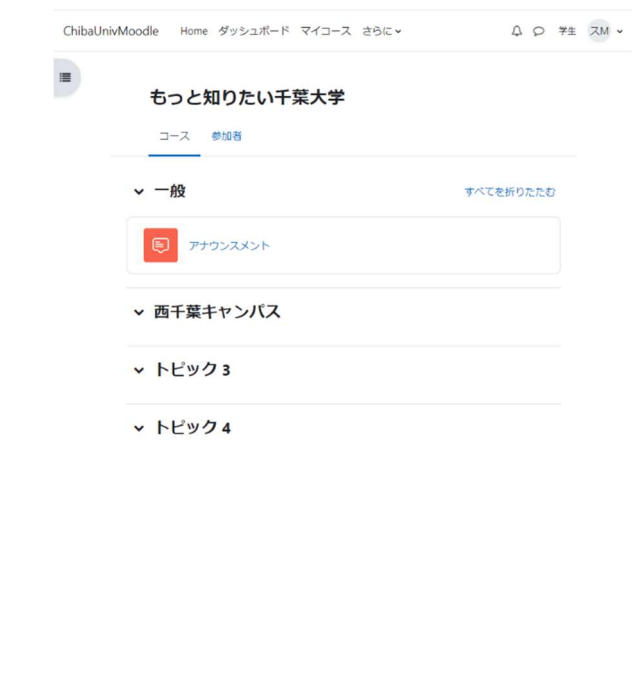 ChibaUnivMoodle Home ダッシュボード マイコース さらに 学生 スM
もっと知りたい千葉大学
コース 参加者
一般 すべてを折りたたむ
アナウンスメント
西千葉キャンパス
トピック 3
トピック 4